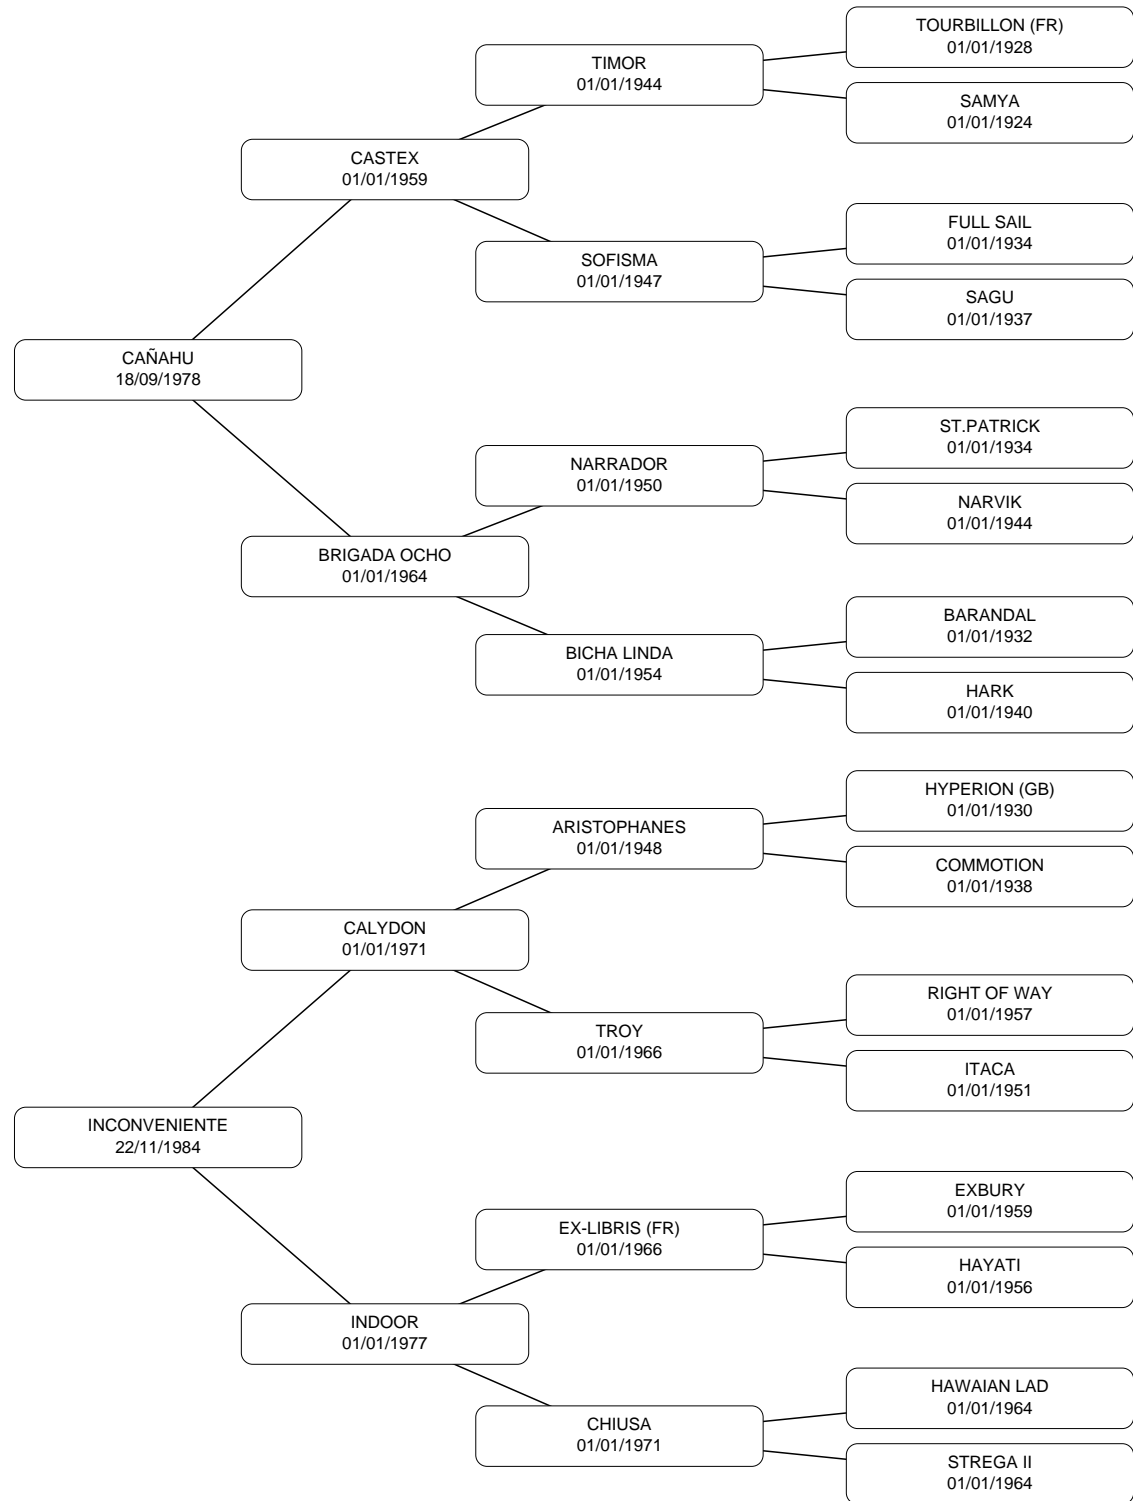 TOURBILLON (FR)
01/01/1928
TIMOR
01/01/1944
SAMYA
01/01/1924
CASTEX
01/01/1959
FULL SAIL
01/01/1934
SOFISMA
01/01/1947
SAGU
01/01/1937
CAÑAHU
18/09/1978
ST.PATRICK
01/01/1934
NARRADOR
01/01/1950
NARVIK
01/01/1944
BRIGADA OCHO
01/01/1964
BARANDAL
01/01/1932
BICHA LINDA
01/01/1954
HARK
01/01/1940
HYPERION (GB)
01/01/1930
ARISTOPHANES
01/01/1948
COMMOTION
01/01/1938
CALYDON
01/01/1971
RIGHT OF WAY
01/01/1957
TROY
01/01/1966
ITACA
01/01/1951
INCONVENIENTE
22/11/1984
EXBURY
01/01/1959
EX-LIBRIS (FR)
01/01/1966
HAYATI
01/01/1956
INDOOR
01/01/1977
HAWAIAN LAD
01/01/1964
CHIUSA
01/01/1971
STREGA II
01/01/1964